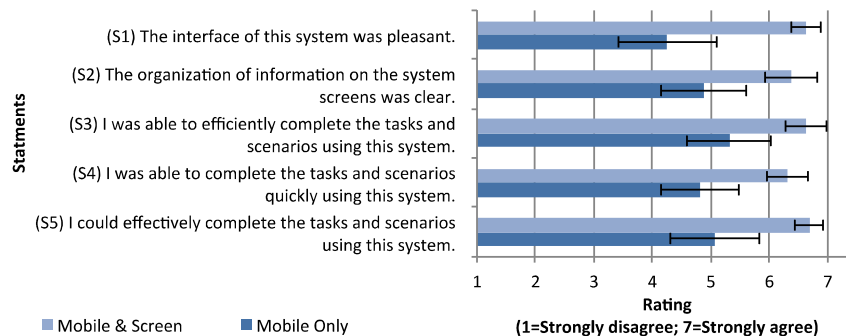 Statments
(S1) The interface of this system was pleasant.
(S2) The organization of information on the system
screens was clear.
(S3) I was able to efficiently complete the tasks and
scenarios using this system.
(S4) I was able to complete the tasks and scenarios
quickly using this system.
(S5) I could effectively complete the tasks and scenarios
using this system.
1 2 3 4 5 6 7
Rating
(1=Strongly disagree; 7=Strongly agree)
Mobile & Screen
Mobile Only